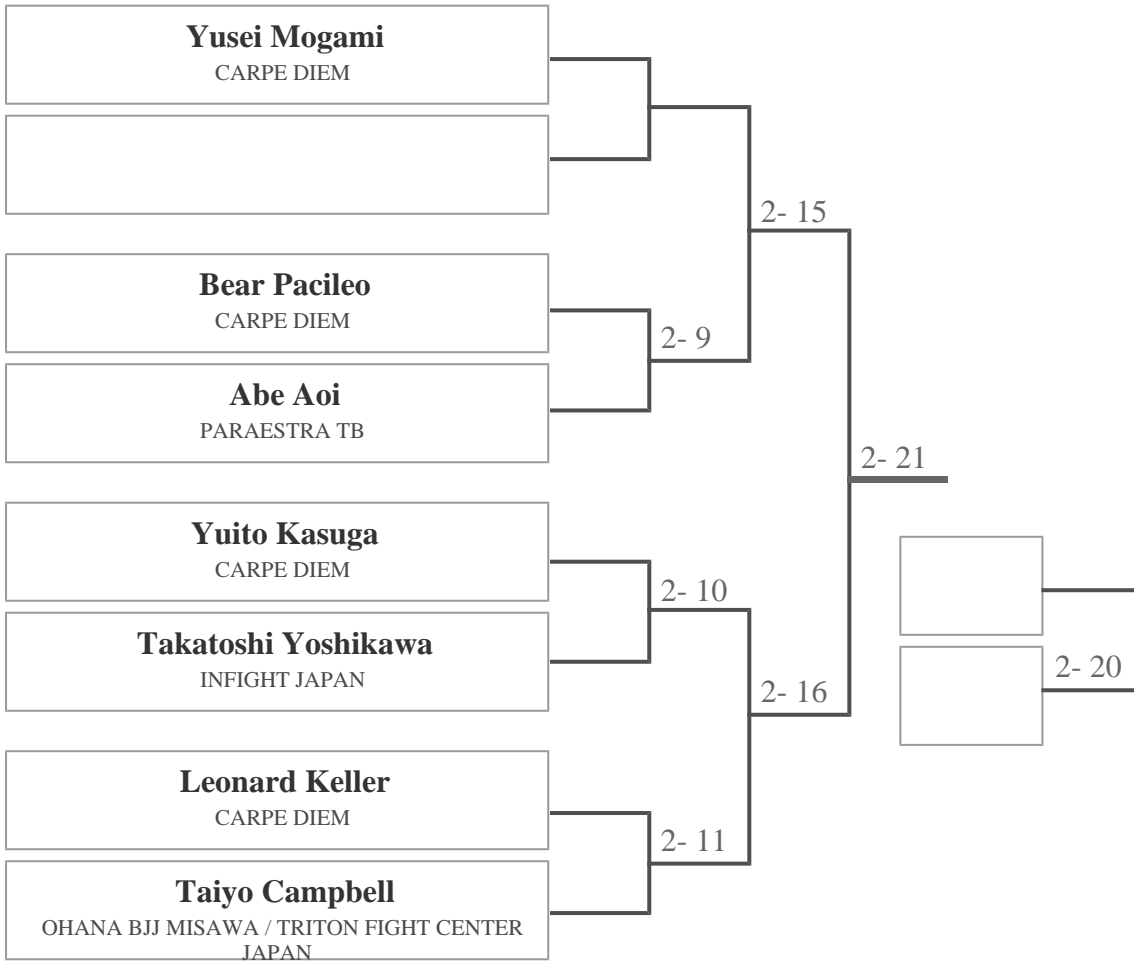 Yusei Mogami
CARPE DIEM
2- 15
Bear Pacileo
CARPE DIEM
2- 9
Abe Aoi
PARAESTRA TB
2- 21
Yuito Kasuga
CARPE DIEM
2- 10
Takatoshi Yoshikawa
INFIGHT JAPAN
2- 16
2- 20
Leonard Keller
CARPE DIEM
2- 11
Taiyo Campbell
OHANA BJJ MISAWA / TRITON FIGHT CENTER
JAPAN